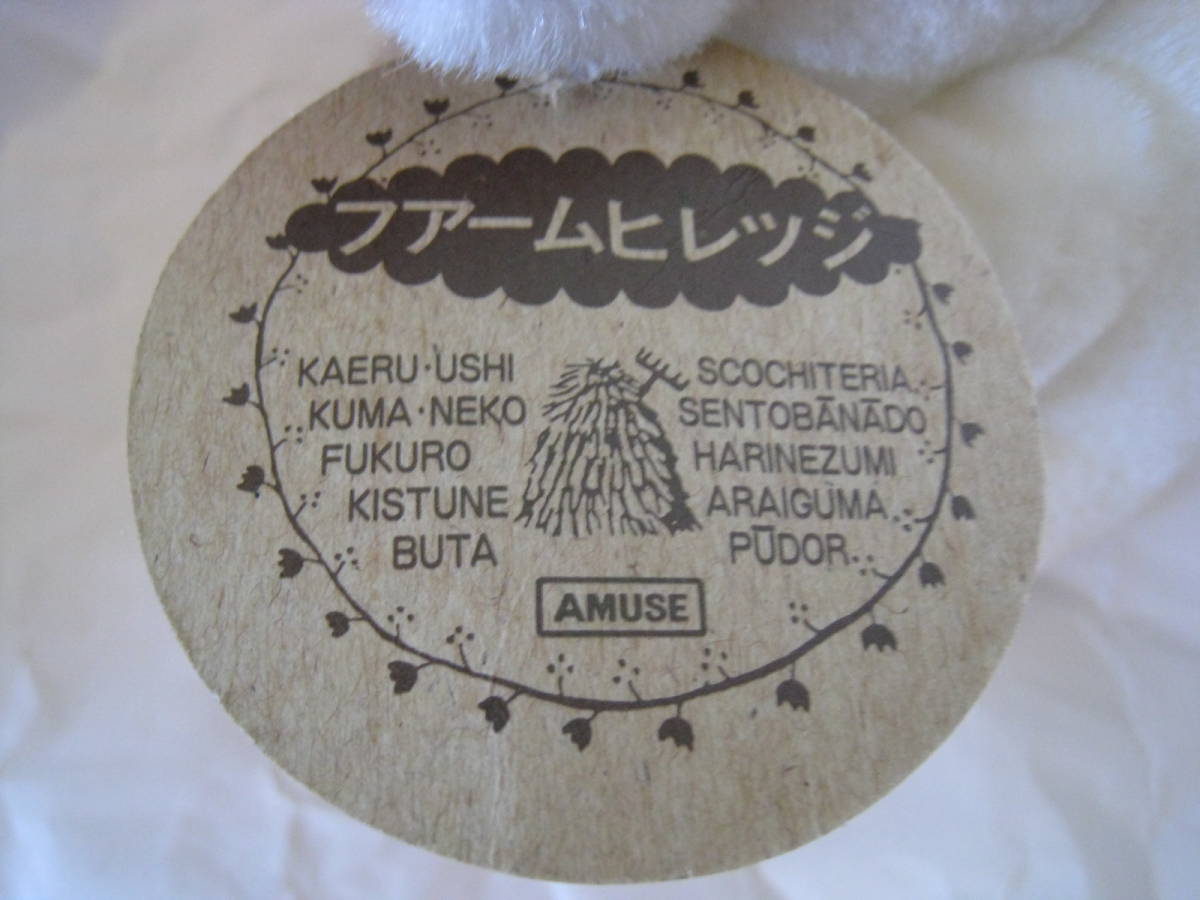 フアームヒレッジ
KAERU・USHI
KUMA・NEKO
FUKURO
KISTUNE
BUTA
SCOCHITERIA
SENTOBĀNĀDO
HARINEZUMI
ARAIGUMA
PŪDOR
AMUSE